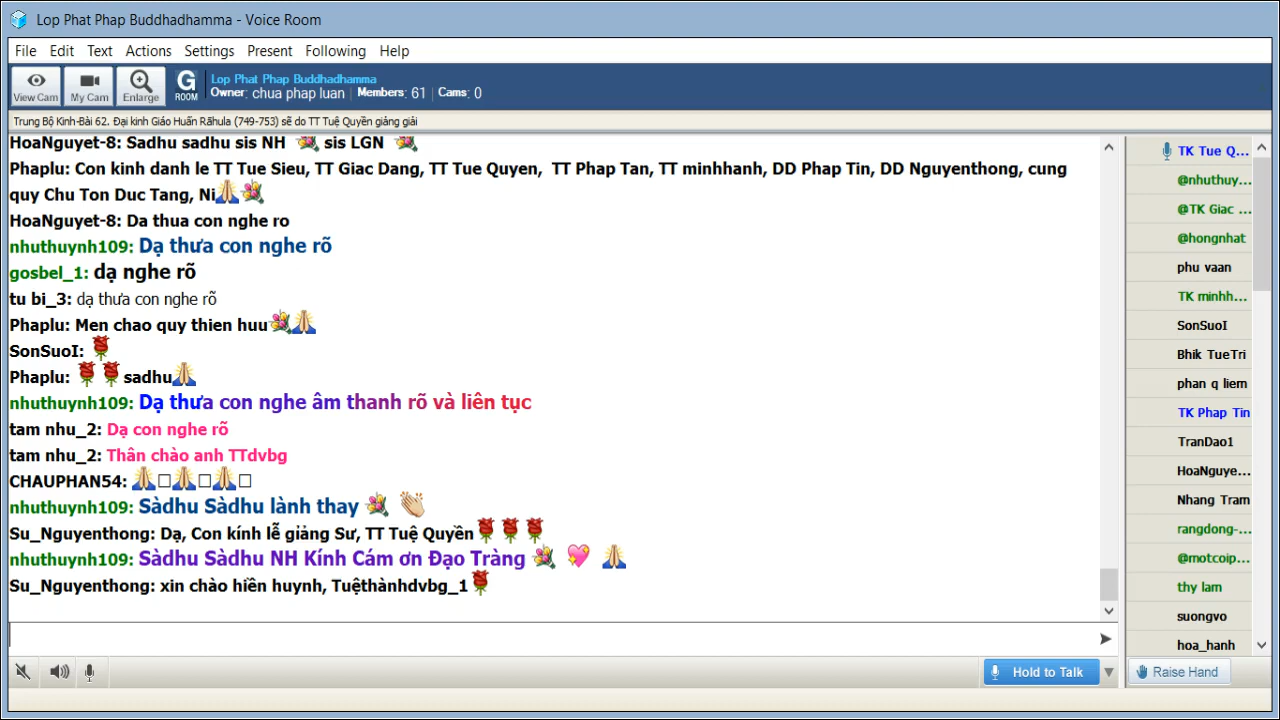 Lop Phat Phap Buddhadhamma - Voice Room
File Edit Text Actions Settings Present Following Help
View Cam My Cam Enlarge G ROOM
Lop Phat Phap Buddhadhamma
Owner: chua phap luan Members: 61 Cams: 0
Trung Bộ Kinh-Bài 62. Đại kinh Giáo Huấn Rāhula (749-753) sẽ do TT Tuệ Quyền giảng giải
HoaNguyet-8: Sadhu sadhu sis NH 💐 sis LGN 💐
Phaplu: Con kinh danh le TT Tue Sieu, TT Giac Dang, TT Tue Quyen, TT Phap Tan, TT minhhanh, DD Phap Tin, DD Nguyenthong, cung
quy Chu Ton Duc Tang, Ni🙏💐
HoaNguyet-8: Da thua con nghe ro
nhuthuynh109: Dạ thưa con nghe rõ
gosbel_1: dạ nghe rõ
tu bi_3: dạ thưa con nghe rõ
Phaplu: Men chao quy thien huu💐🙏
SonSuoI: 🌹
Phaplu: 🌹🌹sadhu🙏
nhuthuynh109: Dạ thưa con nghe âm thanh rõ và liên tục
tam nhu_2: Dạ con nghe rõ
tam nhu_2: Thân chào anh TTdvbg
CHAUPHAN54: 🙏□🙏□🙏□
nhuthuynh109: Sàdhu Sàdhu lành thay 💐 👏
Su_Nguyenthong: Dạ, Con kính lễ giảng Sư, TT Tuệ Quyền🌹🌹🌹
nhuthuynh109: Sàdhu Sàdhu NH Kính Cám ơn Đạo Tràng 💐 💖 🙏
Su_Nguyenthong: xin chào hiền huynh, Tuệthànhdvbg_1🌹
TK Tue Q...
@nhuthuy...
@TK Giac ...
@hongnhat
phu vaan
TK minhh...
SonSuoI
Bhik TueTri
phan q liem
TK Phap Tin
TranDao1
HoaNguye...
Nhang Tram
rangdong-...
@motcoip...
thy lam
suongvo
hoa_hanh
Hold to Talk
Raise Hand